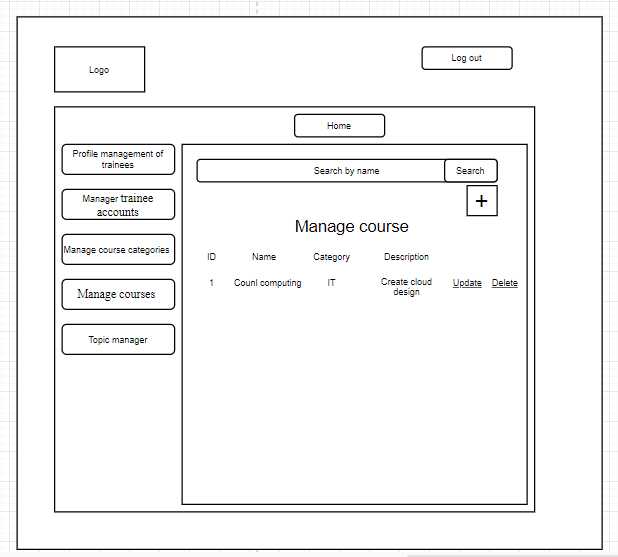 Logo
Log out
Home
Profile management of
trainees
Manager trainee
accounts
Manage course categories
Manage courses
Topic manager
Search by name
Search
+
Manage course
ID Name Category Description
1 Counl computing IT Create cloud
design
Update Delete